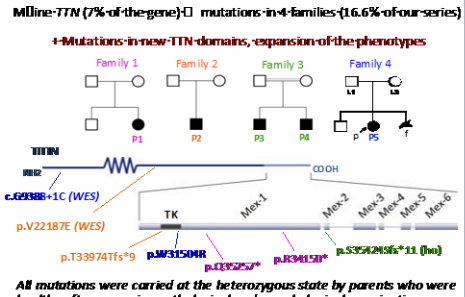 M⎕line TTN (7% of the gene) ⎕ mutations in 4 families (16.6% of our series)
+ Mutations in new TTN domains, expansion of the phenotypes
Family 1 Family 2 Family 3 Family 4
P1 P2 P3 P4 P P5 f
TITIN
NH2
COOH
c.G9388+1C (WES)
Mex-1 Mex-2 Mex-3 Mex-4 Mex-5 Mex-6
p.V22187E (WES)
TK
p.T33974Tfs*9 p.W31504R p.Q35257* p.R34150* p.S35424Sfs*11 (ho)
All mutations were carried at the heterozygous state by parents who were